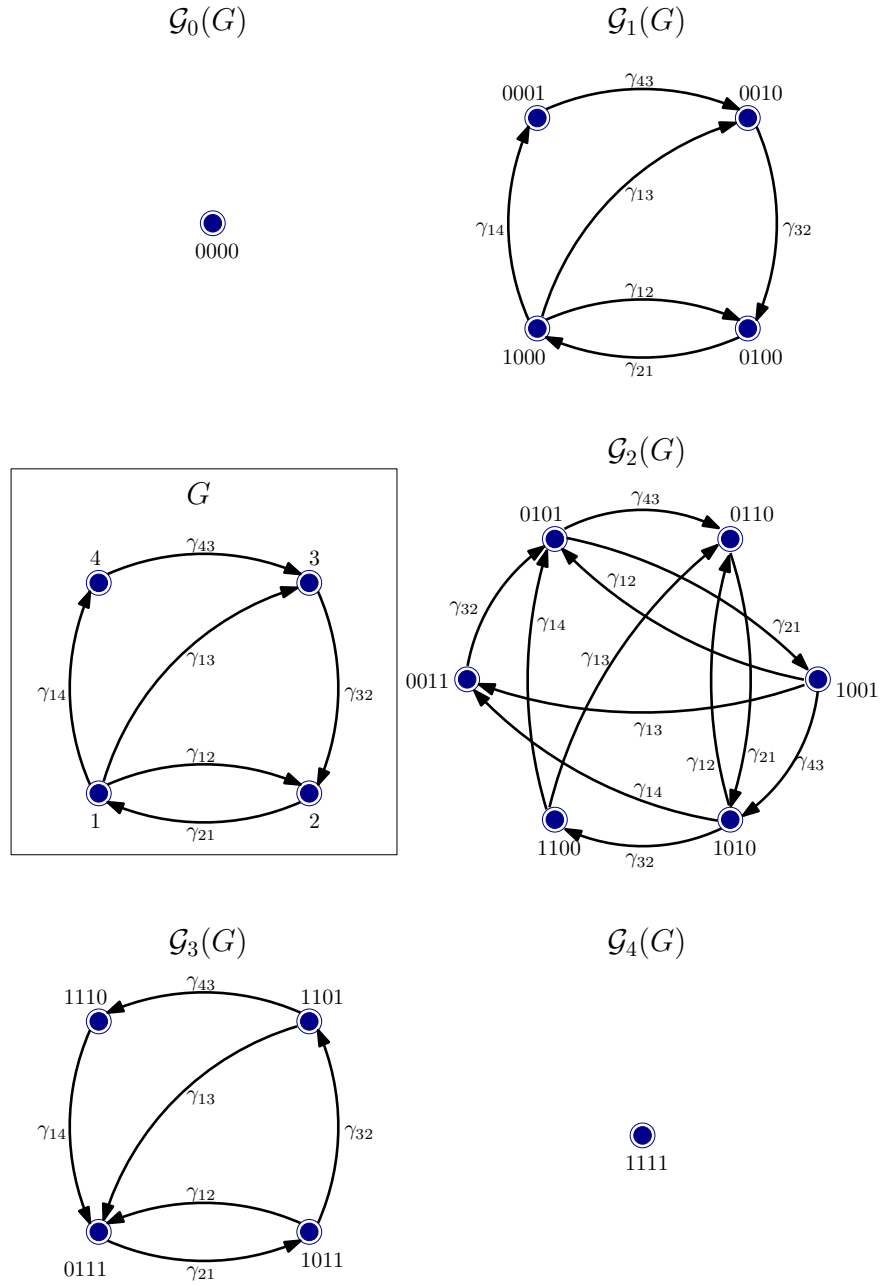 𝒢₀(G)
𝒢₁(G)
0000
0001
γ₄₃
0010
γ₁₄
γ₁₃
γ₃₂
γ₁₂
1000
γ₂₁
0100
G
4
γ₄₃
3
γ₁₄
γ₁₃
γ₃₂
γ₁₂
1
γ₂₁
2
𝒢₂(G)
0101
γ₄₃
0110
γ₁₂
γ₃₂
γ₁₄
γ₂₁
γ₁₃
0011
1001
γ₁₃
γ₁₂
γ₂₁
γ₄₃
γ₁₄
1100
γ₃₂
1010
𝒢₃(G)
1110
γ₄₃
1101
γ₁₃
γ₁₄
γ₃₂
γ₁₂
0111
γ₂₁
1011
𝒢₄(G)
1111